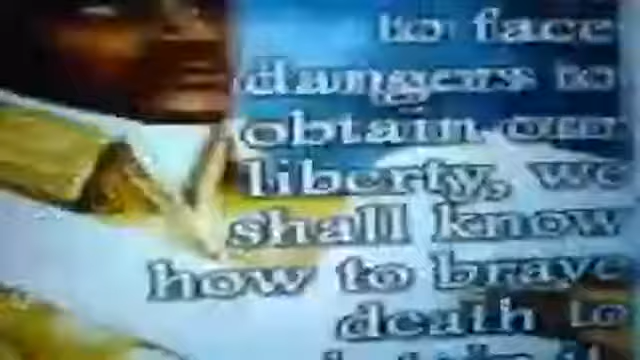 to face
dangers to
obtain our
liberty, we
shall know
how to brave
death to